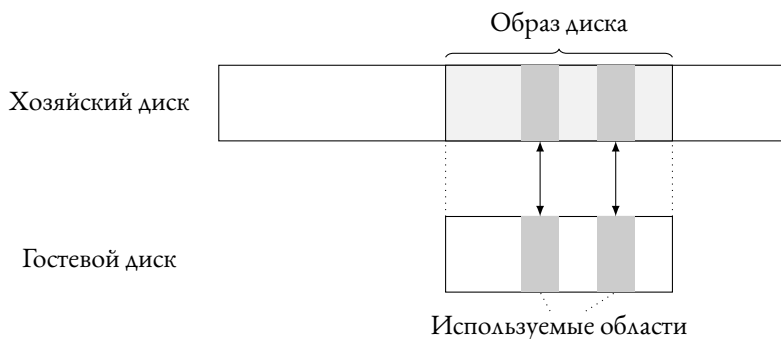 Образ диска
Хозяйский диск
Гостевой диск
Используемые области